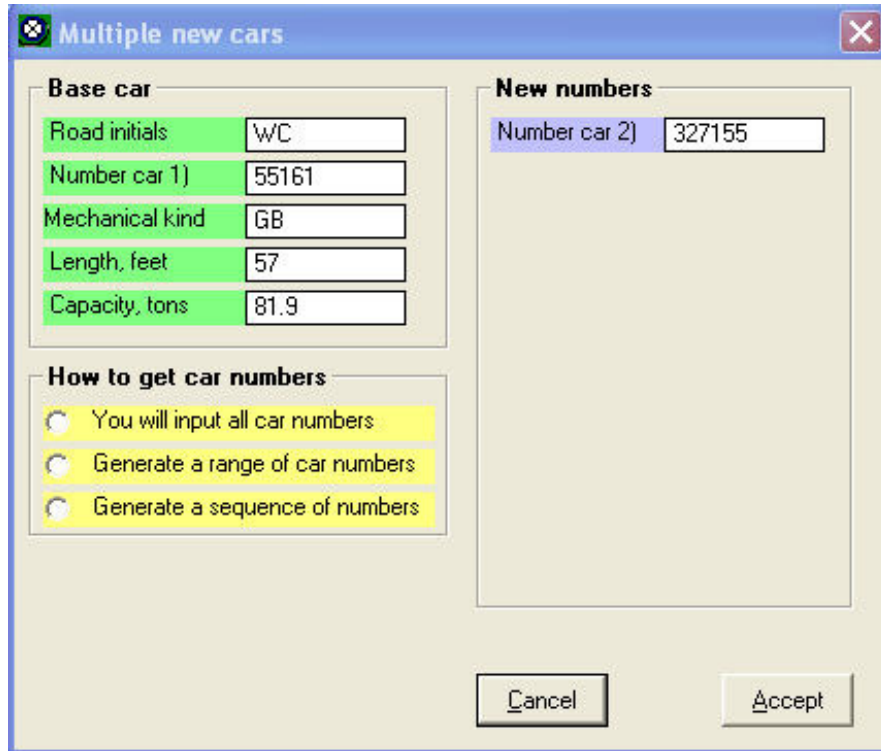 Multiple new cars
Base car
Road initials WC
Number car 1) 55161
Mechanical kind GB
Length, feet 57
Capacity, tons 81.9
How to get car numbers
You will input all car numbers
Generate a range of car numbers
Generate a sequence of numbers
New numbers
Number car 2) 327155
Cancel Accept